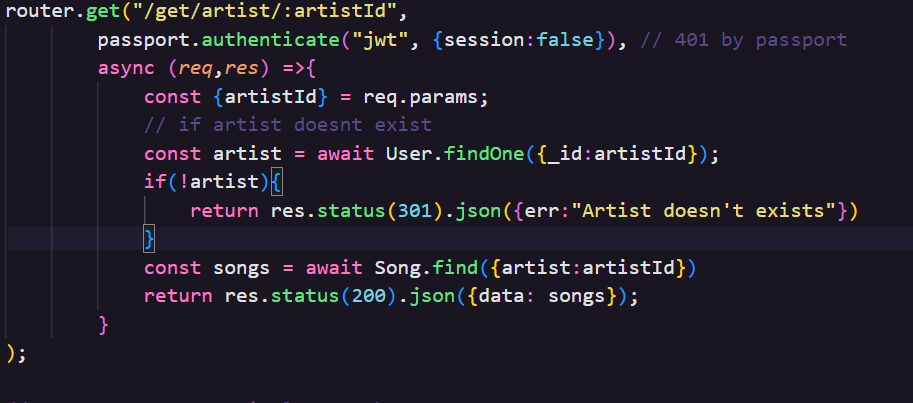 router.get("/get/artist/:artistId",
passport.authenticate("jwt", {session:false}), // 401 by passport
async (req,res) =>{
const {artistId} = req.params;
// if artist doesnt exist
const artist = await User.findOne({_id:artistId});
if(!artist){
return res.status(301).json({err:"Artist doesn't exists"})
}
const songs = await Song.find({artist:artistId})
return res.status(200).json({data: songs});
}
);